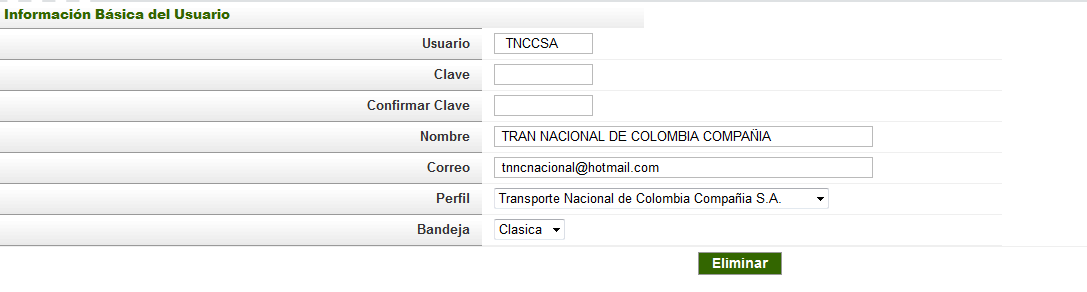 Información Básica del Usuario
Usuario TNCCSA
Clave
Confirmar Clave
Nombre TRAN NACIONAL DE COLOMBIA COMPAÑIA
Correo tnncnacional@hotmail.com
Perfil Transporte Nacional de Colombia Compañia S.A.
Bandeja Clasica
Eliminar